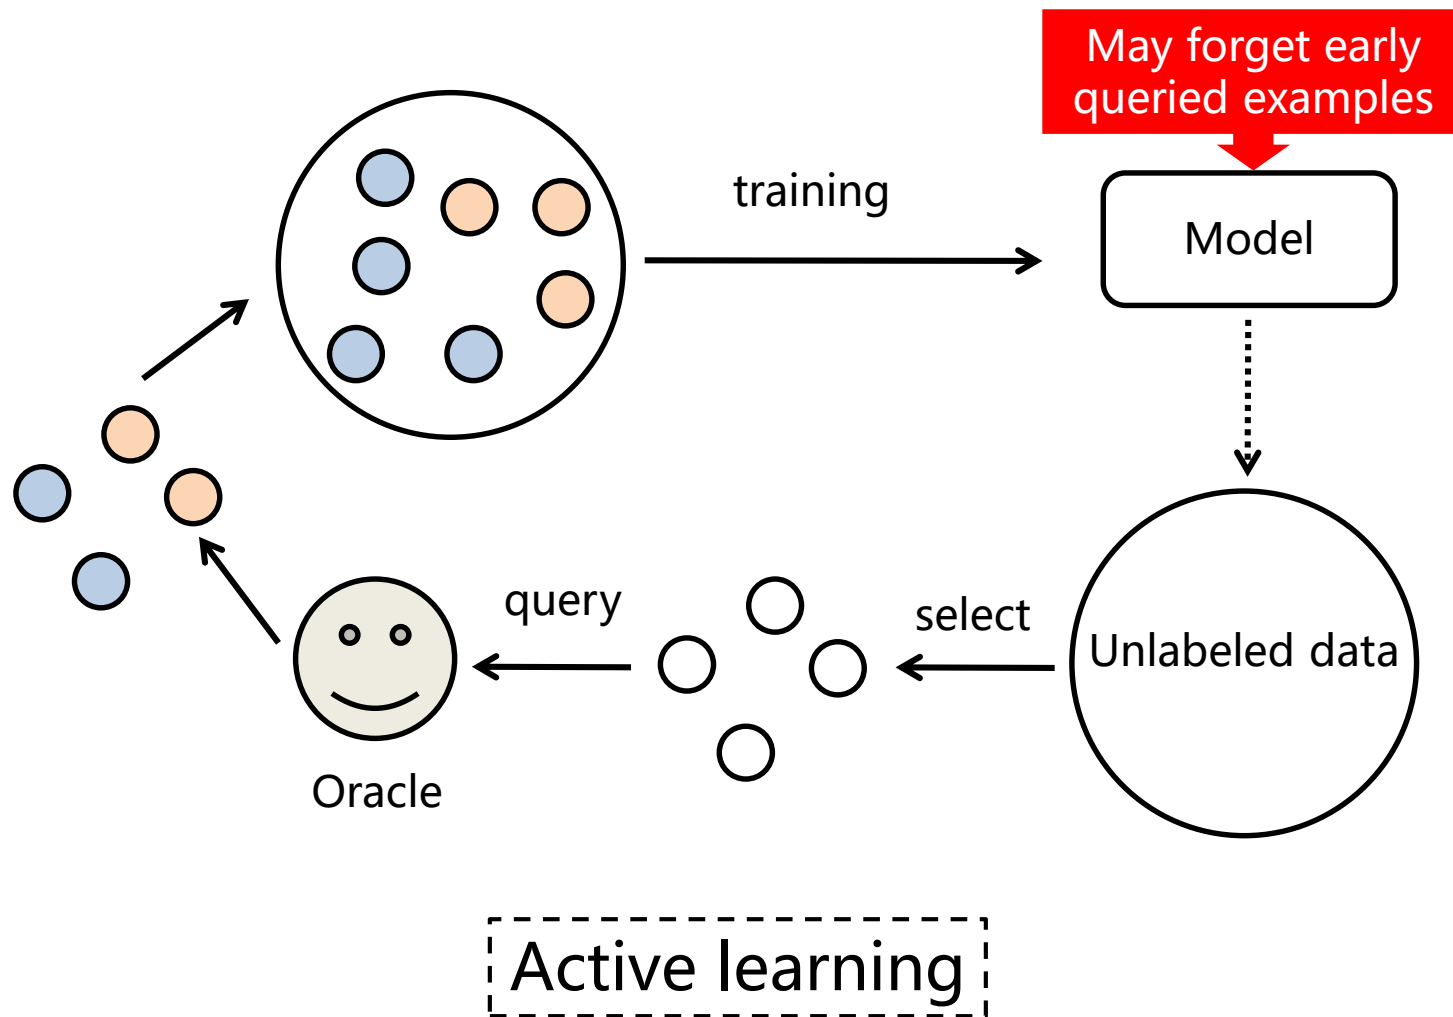 May forget early
queried examples
training
Model
query
select
Unlabeled data
Oracle
Active learning